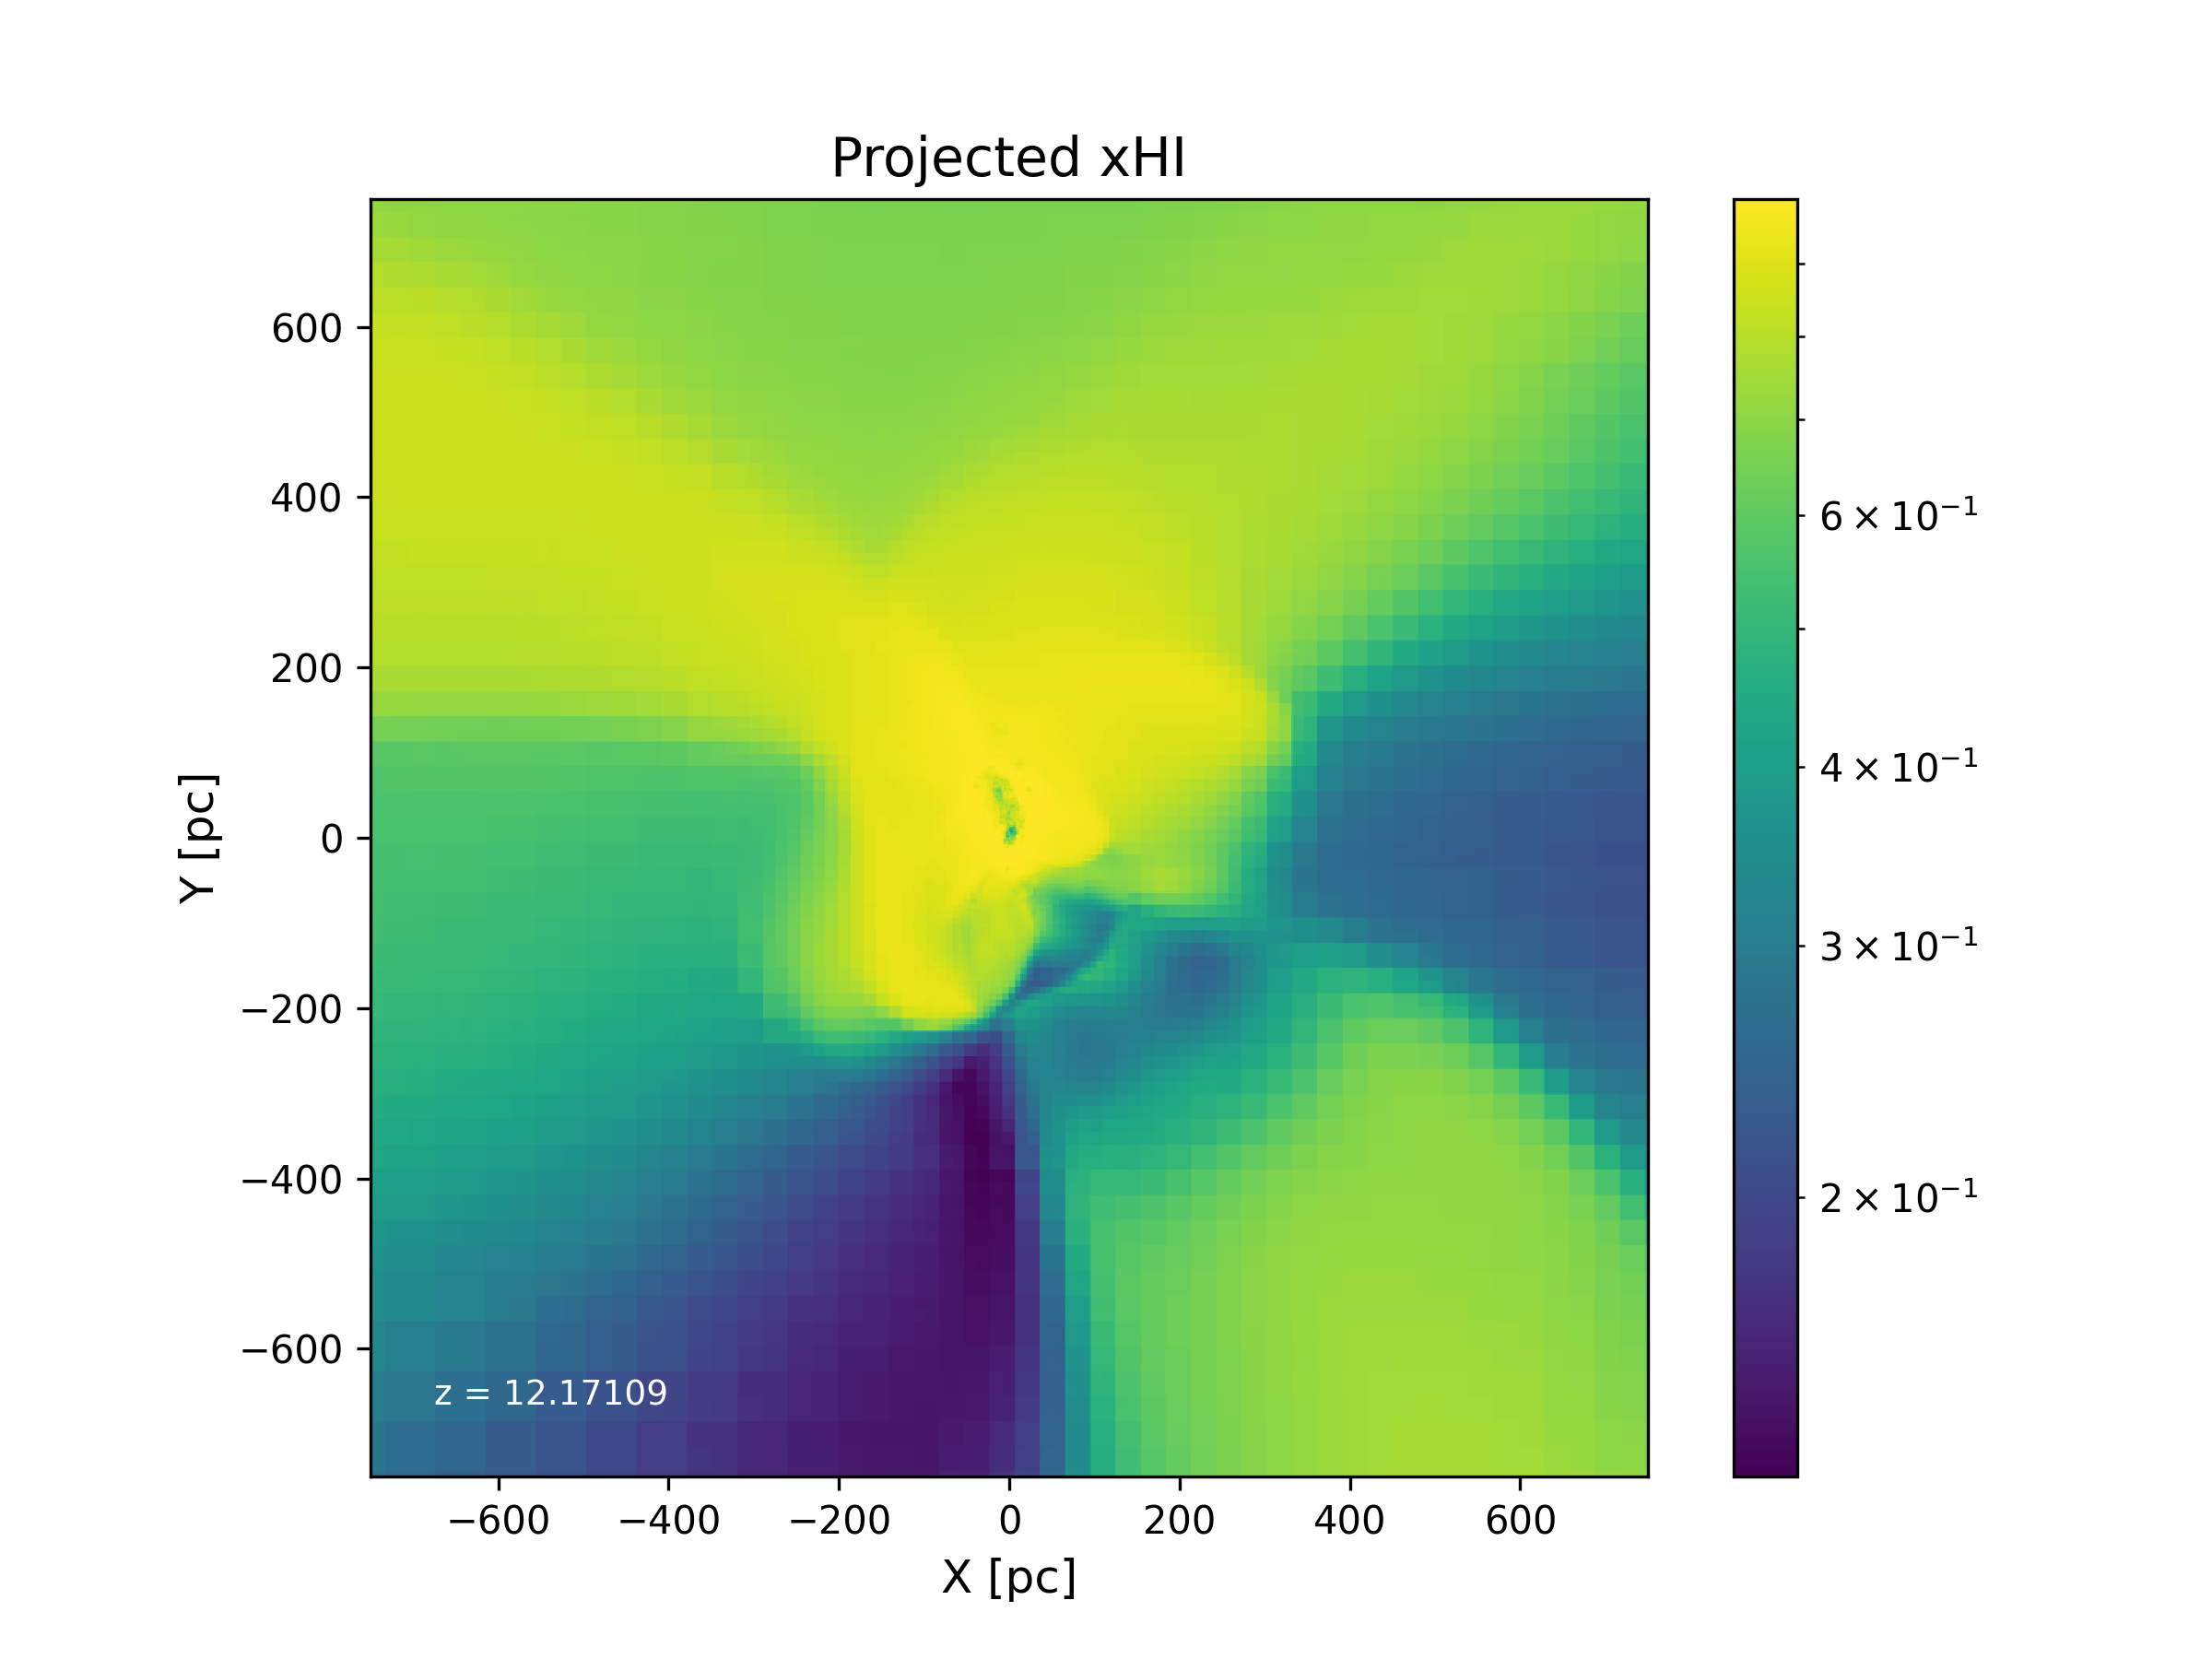 Projected xHI
600
400
200
0
−200
−400
−600
Y [pc]
z = 12.17109
−600 −400 −200 0 200 400 600
X [pc]
6 × 10⁻¹
4 × 10⁻¹
3 × 10⁻¹
2 × 10⁻¹